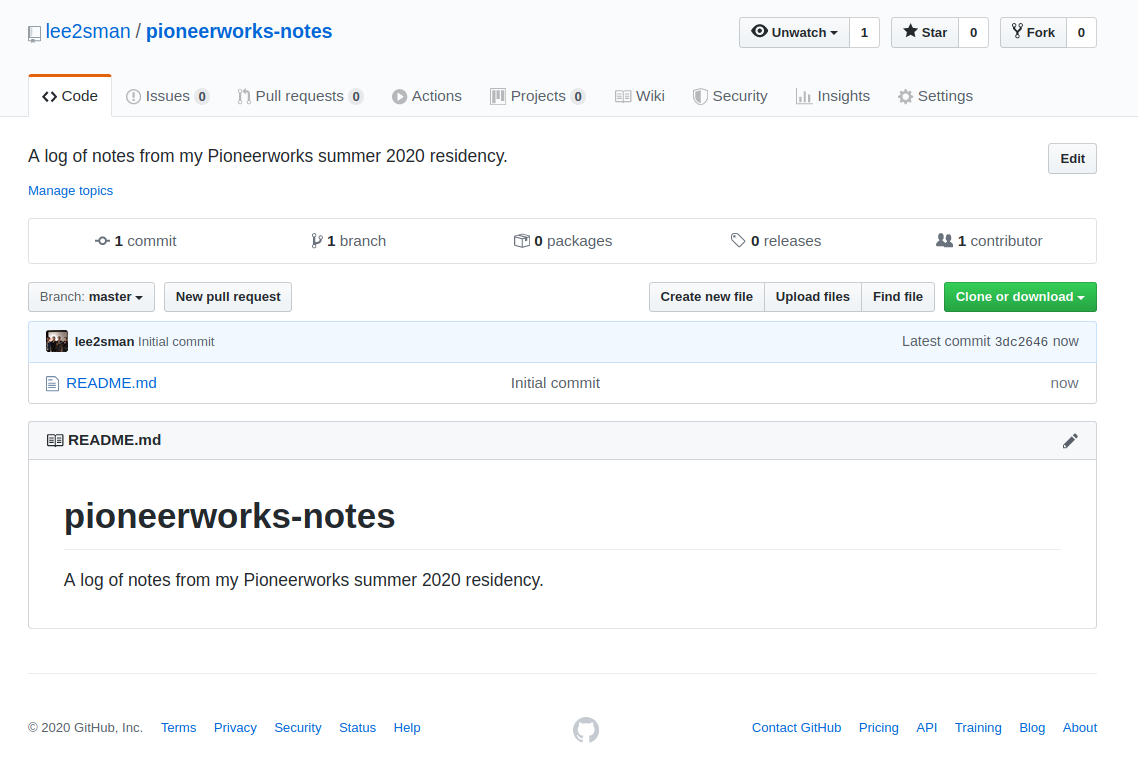 lee2sman / pioneerworks-notes
Unwatch 1 Star 0 Fork 0
Code Issues 0 Pull requests 0 Actions Projects 0 Wiki Security Insights Settings
A log of notes from my Pioneerworks summer 2020 residency.
Edit
Manage topics
1 commit 1 branch 0 packages 0 releases 1 contributor
Branch: master New pull request Create new file Upload files Find file Clone or download
lee2sman Initial commit Latest commit 3dc2646 now
README.md Initial commit now
README.md
pioneerworks-notes
A log of notes from my Pioneerworks summer 2020 residency.
© 2020 GitHub, Inc. Terms Privacy Security Status Help Contact GitHub Pricing API Training Blog About